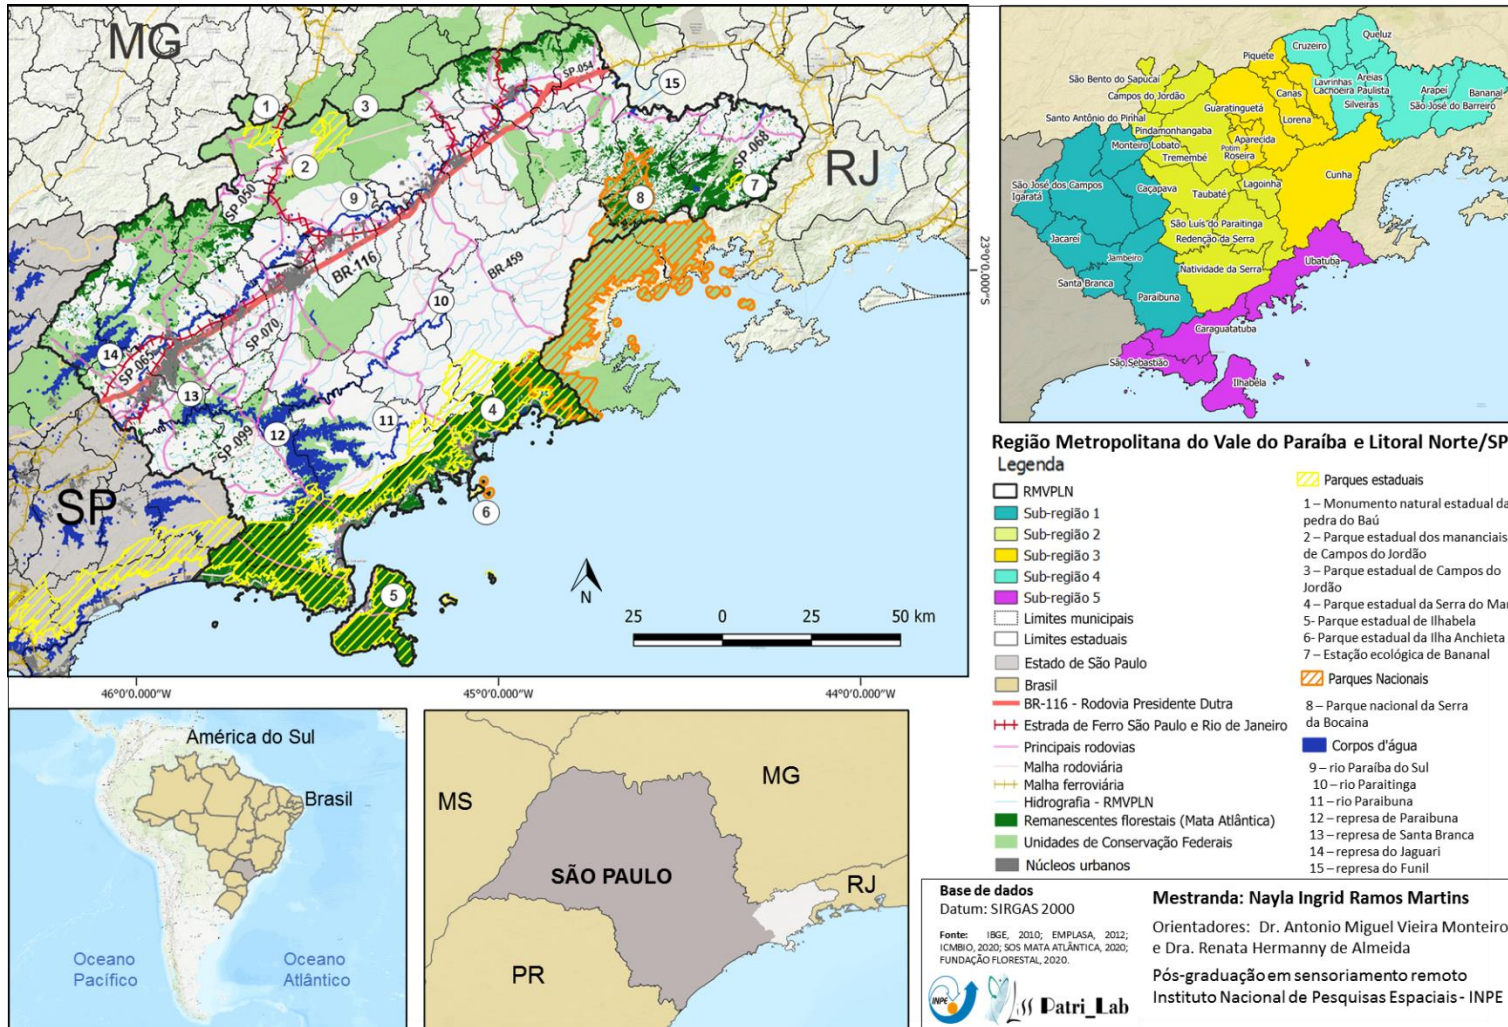 MG
RJ
SP
1
3
2
9
15
7
8
10
14
13
12
11
4
6
5
SP-054
SP-068
SP-050
BR-116
BR-459
SP-070
SP-065
SP-099
N
25 0 25 50 km
46°0'0.000"W
45°0'0.000"W
44°0'0.000"W
23°0'0.000"S
Queluz
Cruzeiro
Piquete
São Bento do Sapucaí
Campos do Jordão
Lavrinhas
Areias
Cachoeira Paulista
Arapeí
Bananal
Canas
Silveiras
São José do Barreiro
Guaratinguetá
Lorena
Santo Antônio do Pinhal
Pindamonhangaba
Monteiro Lobato
Aparecida
Potim
Roseira
Tremembé
Cunha
São José dos Campos
Igaratá
Caçapava
Lagoinha
Taubaté
São Luís do Paraitinga
Redenção da Serra
Jacareí
Jambeiro
Natividade da Serra
Ubatuba
Santa Branca
Paraibuna
Caraguatatuba
São Sebastião
Ilhabela
Região Metropolitana do Vale do Paraíba e Litoral Norte/SP
Legenda
RMVPLN
Sub-região 1
Sub-região 2
Sub-região 3
Sub-região 4
Sub-região 5
Limites municipais
Limites estaduais
Estado de São Paulo
Brasil
BR-116 - Rodovia Presidente Dutra
Estrada de Ferro São Paulo e Rio de Janeiro
Principais rodovias
Malha rodoviária
Malha ferroviária
Hidrografia - RMVPLN
Remanescentes florestais (Mata Atlântica)
Unidades de Conservação Federais
Núcleos urbanos
Parques estaduais
1 – Monumento natural estadual da
pedra do Baú
2 – Parque estadual dos mananciais
de Campos do Jordão
3 – Parque estadual de Campos do
Jordão
4 – Parque estadual da Serra do Mar
5- Parque estadual de Ilhabela
6- Parque estadual da Ilha Anchieta
7 – Estação ecológica de Bananal
Parques Nacionais
8 – Parque nacional da Serra
da Bocaina
Corpos d'água
9 – rio Paraíba do Sul
10 – rio Paraitinga
11 – rio Paraibuna
12 – represa de Paraibuna
13 – represa de Santa Branca
14 – represa do Jaguari
15 – represa do Funil
América do Sul
Brasil
Oceano
Pacífico
Oceano
Atlântico
MS
MG
SÃO PAULO
RJ
PR
Base de dados
Datum: SIRGAS 2000
Fonte: IBGE, 2010; EMPLASA, 2012;
ICMBIO, 2020; SOS MATA ATLÂNTICA, 2020;
FUNDAÇÃO FLORESTAL, 2020.
INPE
Liss Patri_Lab
Mestranda: Nayla Ingrid Ramos Martins
Orientadores: Dr. Antonio Miguel Vieira Monteiro
e Dra. Renata Hermanny de Almeida
Pós-graduação em sensoriamento remoto
Instituto Nacional de Pesquisas Espaciais - INPE